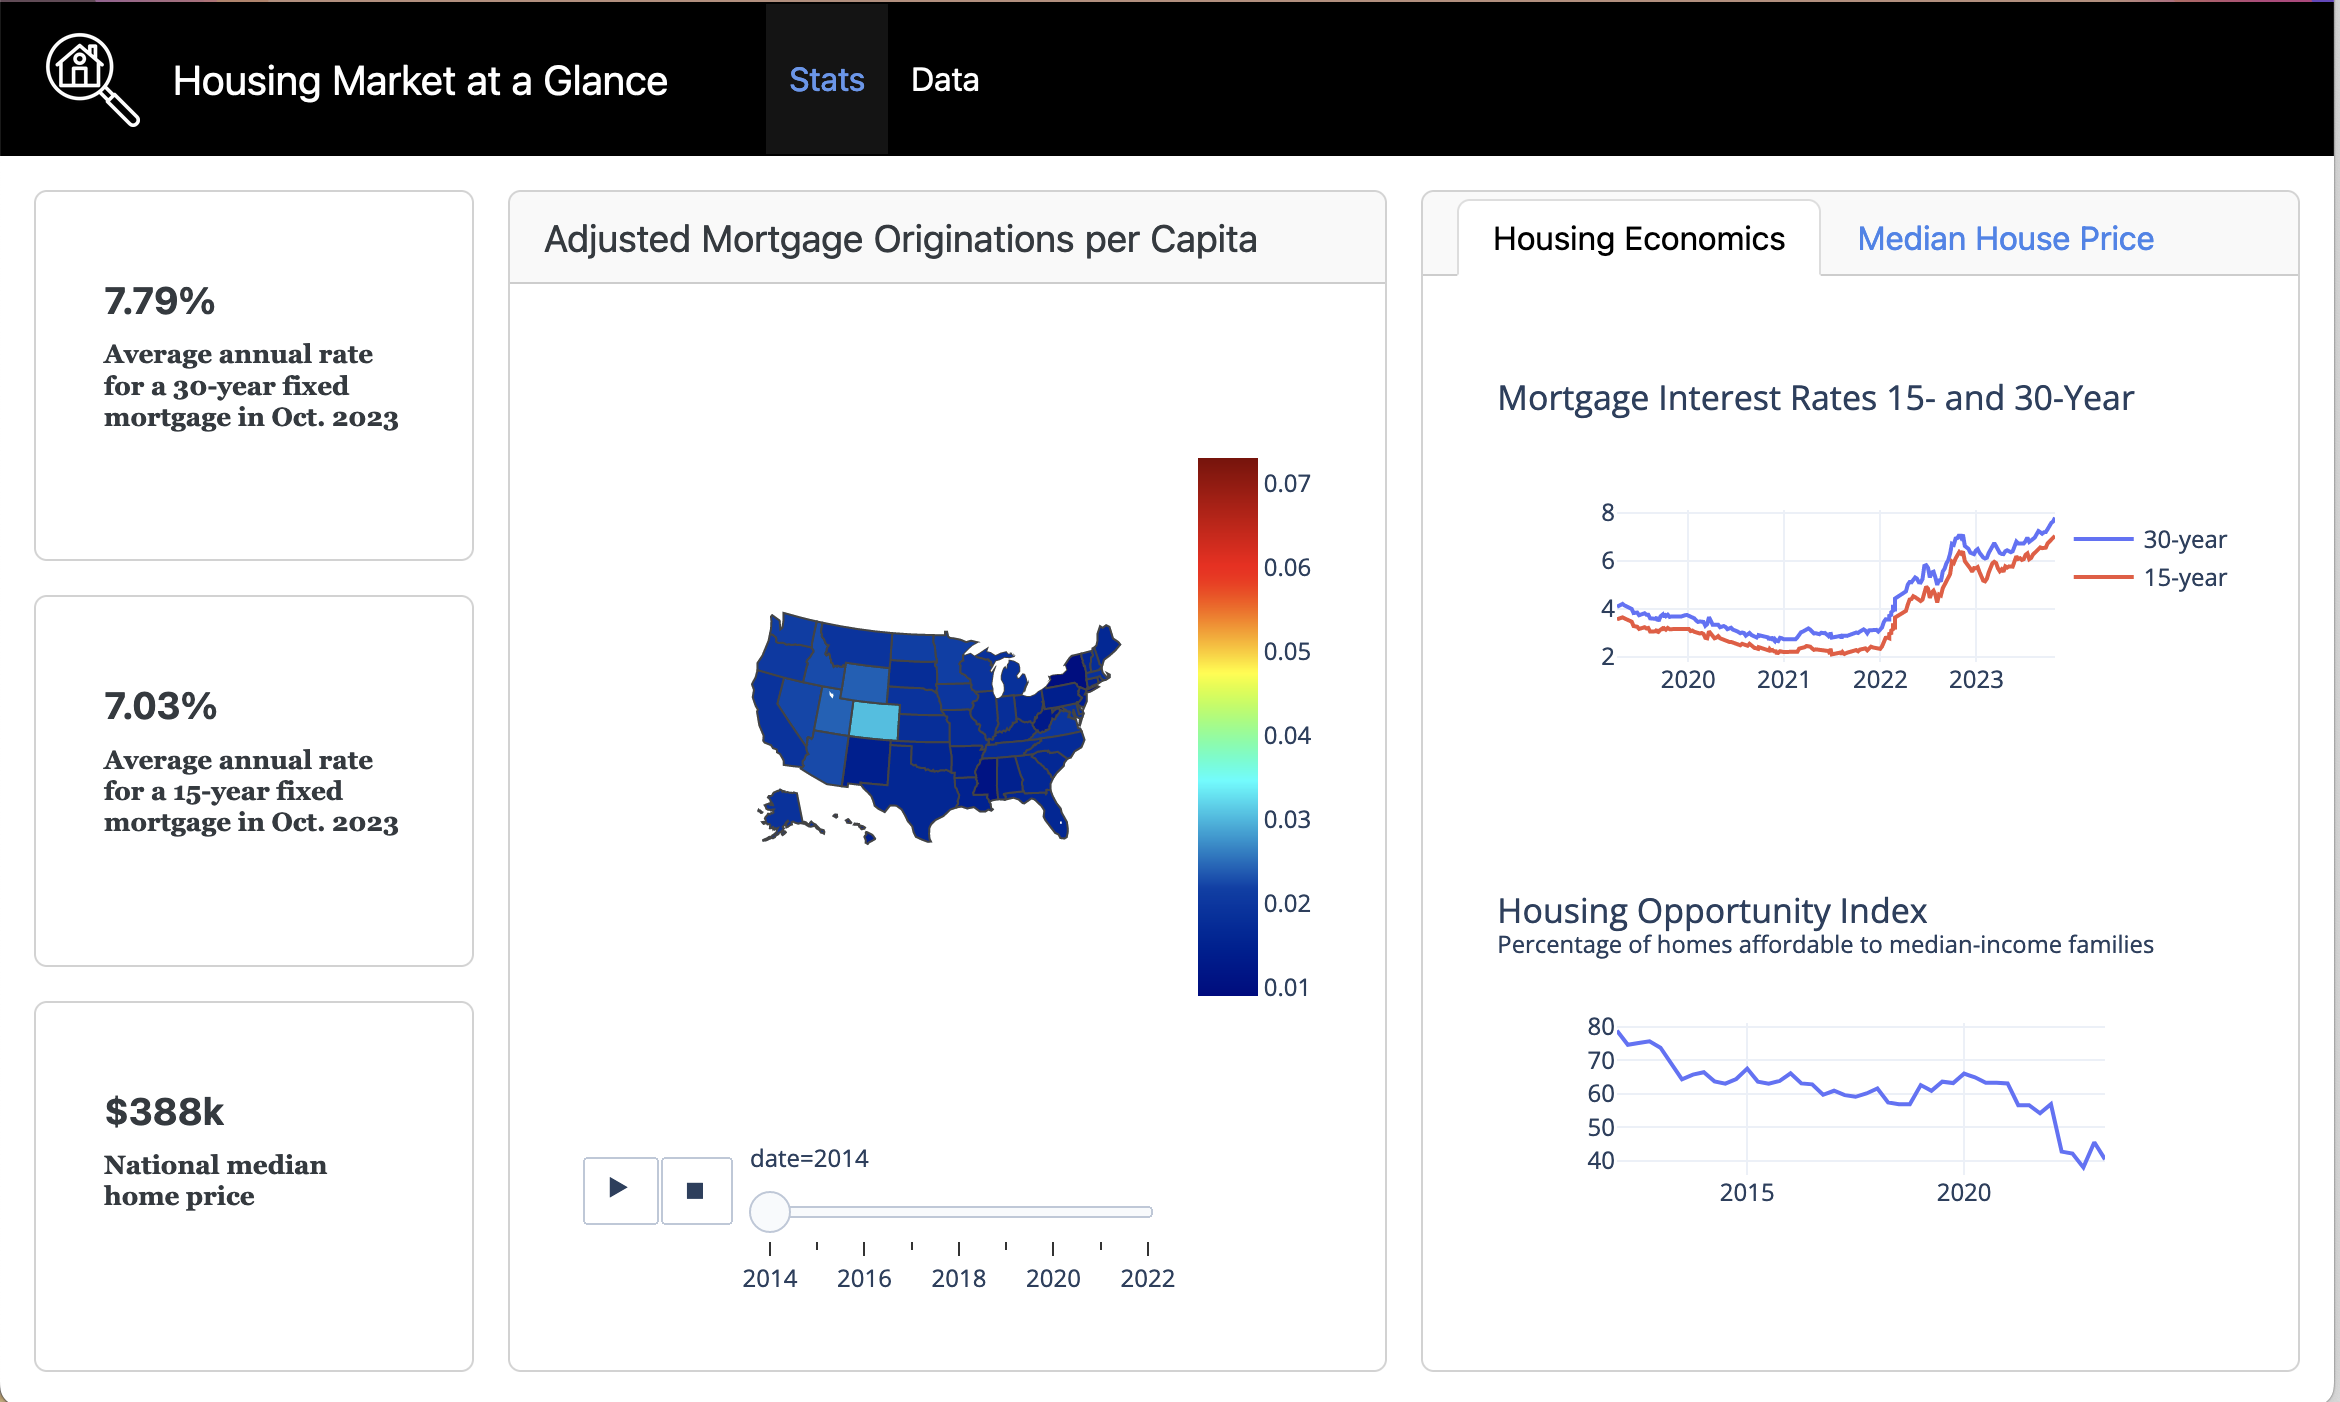 Housing Market at a Glance
Stats
Data
7.79%
Average annual rate
for a 30-year fixed
mortgage in Oct. 2023
7.03%
Average annual rate
for a 15-year fixed
mortgage in Oct. 2023
$388k
National median
home price
Adjusted Mortgage Originations per Capita
0.07
0.06
0.05
0.04
0.03
0.02
0.01
date=2014
2014 2016 2018 2020 2022
Housing Economics
Median House Price
Mortgage Interest Rates 15- and 30-Year
8
6
4
2
2020 2021 2022 2023
30-year
15-year
Housing Opportunity Index
Percentage of homes affordable to median-income families
80
70
60
50
40
2015 2020